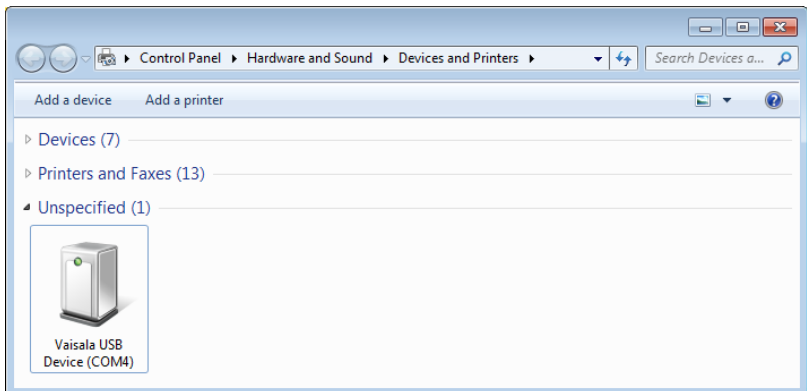 Control Panel Hardware and Sound Devices and Printers Search Devices a...
Add a device Add a printer
Devices (7)
Printers and Faxes (13)
Unspecified (1)
Vaisala USB
Device (COM4)